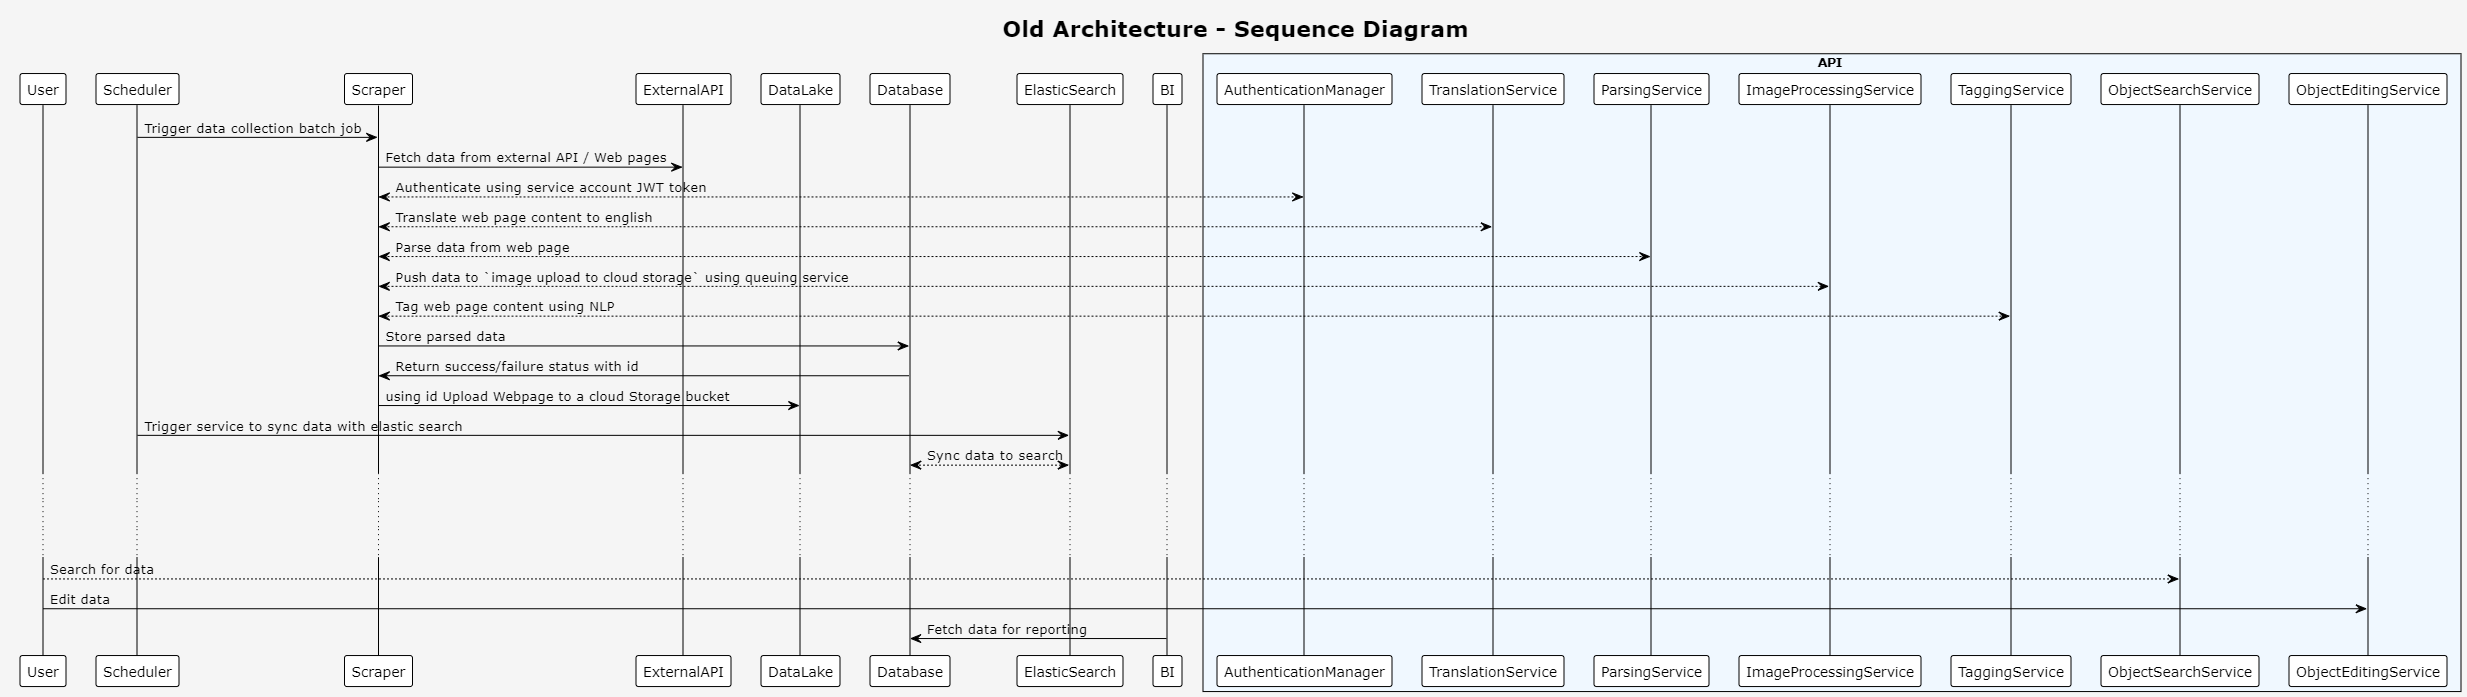 Old Architecture - Sequence Diagram
API
User Scheduler Scraper ExternalAPI DataLake Database ElasticSearch BI AuthenticationManager TranslationService ParsingService ImageProcessingService TaggingService ObjectSearchService ObjectEditingService
Trigger data collection batch job
Fetch data from external API / Web pages
Authenticate using service account JWT token
Translate web page content to english
Parse data from web page
Push data to `image upload to cloud storage` using queuing service
Tag web page content using NLP
Store parsed data
Return success/failure status with id
using id Upload Webpage to a cloud Storage bucket
Trigger service to sync data with elastic search
Sync data to search
Search for data
Edit data
Fetch data for reporting
User Scheduler Scraper ExternalAPI DataLake Database ElasticSearch BI AuthenticationManager TranslationService ParsingService ImageProcessingService TaggingService ObjectSearchService ObjectEditingService